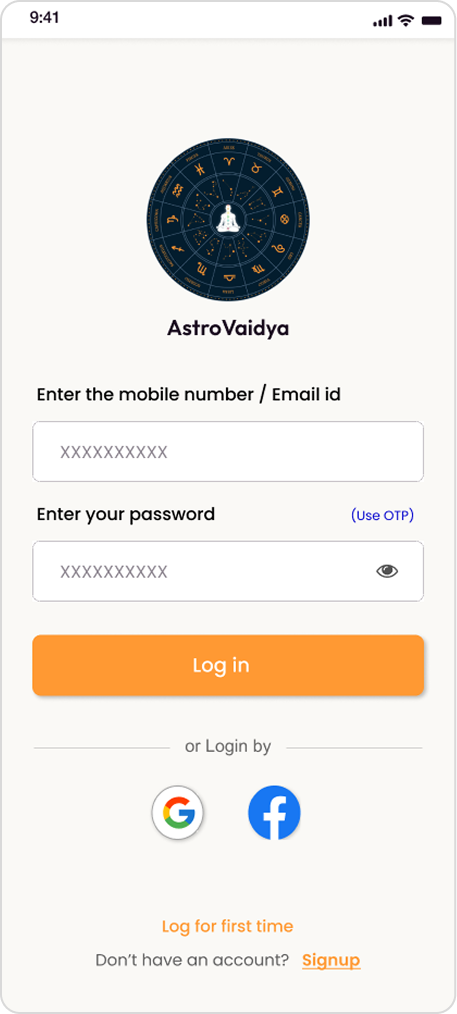 9:41
AstroVaidya
Enter the mobile number / Email id
XXXXXXXXXX
Enter your password (Use OTP)
XXXXXXXXXX
Log in
or Login by
Log for first time
Don't have an account? Signup